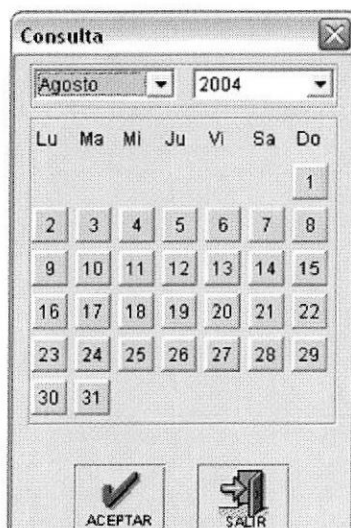 Consulta
Agosto 2004
Lu Ma Mi Ju Vi Sa Do
1
2 3 4 5 6 7 8
9 10 11 12 13 14 15
16 17 18 19 20 21 22
23 24 25 26 27 28 29
30 31
ACEPTAR SALIR